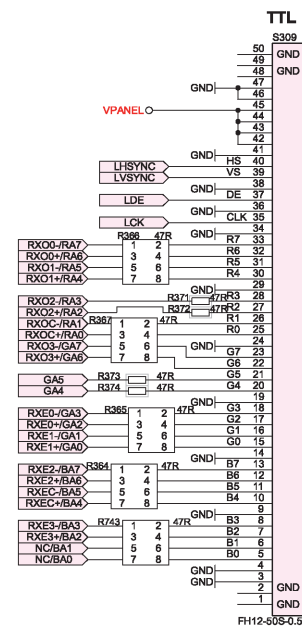 TTL
S309
50 GND
49
48 GND
47
GND 46
VPANEL 45
44
43
42
41
GND HS 40
LHSYNC VS 39
LVSYNC
38
GND DE 37
LDE
36
GND CLK 35
LCK
34
R366 47R GND R7 33
RXO0-/RA7 1 2 R6 32
RXO0+/RA6 3 4 R5 31
RXO1-/RA5 5 6 R4 30
RXO1+/RA4 7 8
29
GND R3 28
RXO2-/RA3 R371 47R R2 27
RXO2+/RA2 R372 47R R1 26
RXOC-/RA1 R367 1 2 47R R0 25
RXOC+/RA0 3 4 24
RXO3-/GA7 5 6 GND G7 23
RXO3+/GA6 7 8 G6 22
GA5 R373 47R G5 21
GA4 R374 47R G4 20
19
R365 47R GND G3 18
RXE0-/GA3 1 2 G2 17
RXE0+/GA2 3 4 G1 16
RXE1-/GA1 5 6 G0 15
RXE1+/GA0 7 8
14
R364 47R GND B7 13
RXE2-/BA7 1 2 B6 12
RXE2+/BA6 3 4 B5 11
RXEC-/BA5 5 6 B4 10
RXEC+/BA4 7 8
9
R743 47R GND B3 8
RXE3-/BA3 1 2 B2 7
RXE3+/BA2 3 4 B1 6
NC/BA1 5 6 B0 5
NC/BA0 7 8
GND 4
GND 3
2 GND
1 GND
FH12-50S-0.5